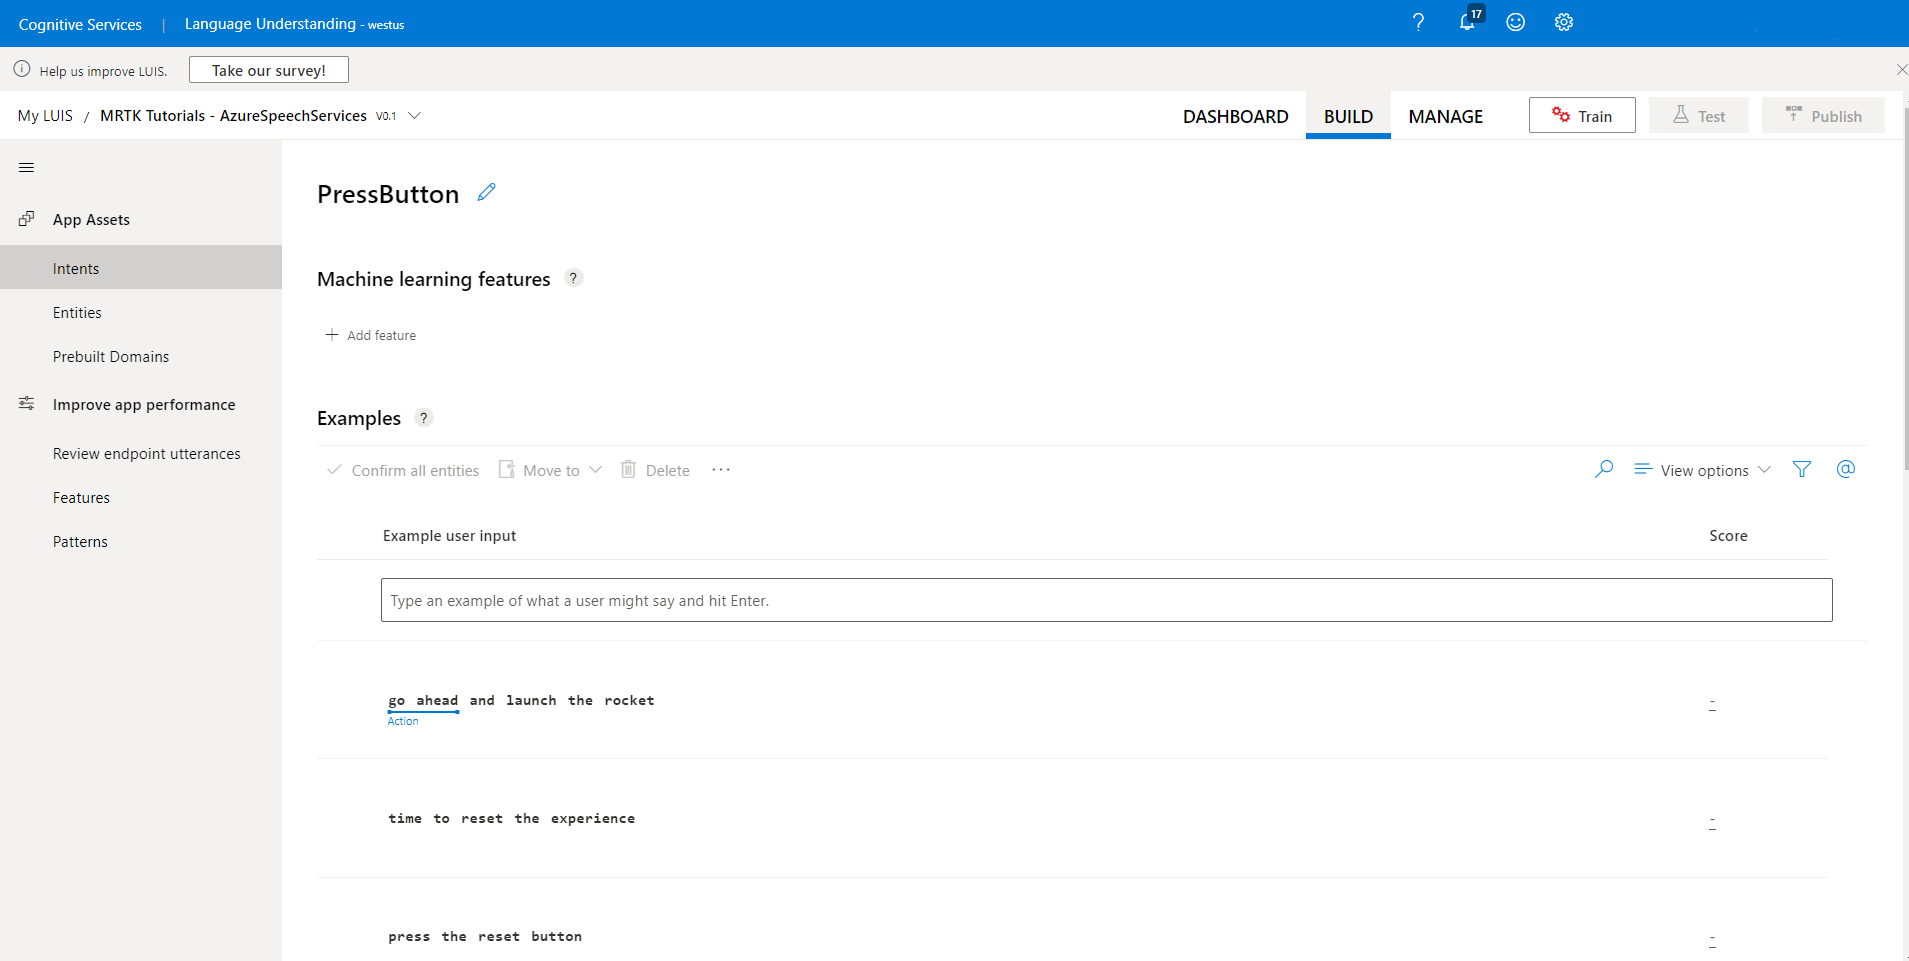 Cognitive Services | Language Understanding - westus
17
Help us improve LUIS. Take our survey!
My LUIS / MRTK Tutorials - AzureSpeechServices V0.1
DASHBOARD BUILD MANAGE Train Test Publish
App Assets
Intents
Entities
Prebuilt Domains
Improve app performance
Review endpoint utterances
Features
Patterns
PressButton
Machine learning features ?
+ Add feature
Examples ?
Confirm all entities Move to Delete ...
View options @
Example user input Score
Type an example of what a user might say and hit Enter.
go ahead and launch the rocket -
Action
time to reset the experience -
press the reset button -